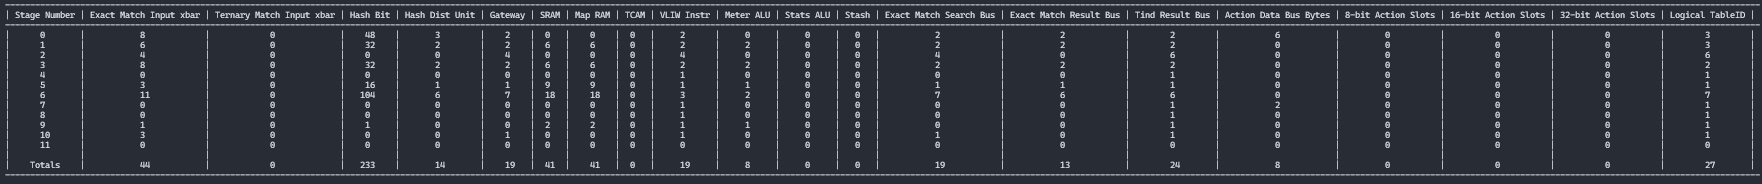 | Stage Number | Exact Match Input xbar | Ternary Match Input xbar | Hash Bit | Hash Dist Unit | Gateway | SRAM | Map RAM | TCAM | VLIW Instr | Meter ALU | Stats ALU | Stash | Exact Match Search Bus | Exact Match Result Bus | Tind Result Bus | Action Data Bus Bytes | 8-bit Action Slots | 16-bit Action Slots | 32-bit Action Slots | Logical TableID |
| 0 | 8 | 0 | 48 | 3 | 2 | 0 | 0 | 0 | 2 | 0 | 0 | 0 | 2 | 2 | 2 | 6 | 0 | 0 | 0 | 3 |
| 1 | 6 | 0 | 32 | 2 | 2 | 6 | 6 | 0 | 2 | 2 | 0 | 0 | 2 | 2 | 2 | 0 | 0 | 0 | 0 | 3 |
| 2 | 4 | 0 | 0 | 0 | 4 | 0 | 0 | 0 | 4 | 0 | 0 | 0 | 4 | 0 | 6 | 0 | 0 | 0 | 0 | 6 |
| 3 | 8 | 0 | 32 | 2 | 2 | 6 | 6 | 0 | 2 | 2 | 0 | 0 | 2 | 2 | 2 | 0 | 0 | 0 | 0 | 2 |
| 4 | 0 | 0 | 0 | 0 | 0 | 0 | 0 | 0 | 1 | 0 | 0 | 0 | 0 | 0 | 1 | 0 | 0 | 0 | 0 | 1 |
| 5 | 3 | 0 | 16 | 1 | 1 | 9 | 9 | 0 | 1 | 1 | 0 | 0 | 1 | 1 | 1 | 0 | 0 | 0 | 0 | 1 |
| 6 | 11 | 0 | 104 | 6 | 7 | 18 | 18 | 0 | 3 | 2 | 0 | 0 | 7 | 6 | 6 | 0 | 0 | 0 | 0 | 7 |
| 7 | 0 | 0 | 0 | 0 | 0 | 0 | 0 | 0 | 1 | 0 | 0 | 0 | 0 | 0 | 1 | 2 | 0 | 0 | 0 | 1 |
| 8 | 0 | 0 | 0 | 0 | 0 | 0 | 0 | 0 | 1 | 0 | 0 | 0 | 0 | 0 | 1 | 0 | 0 | 0 | 0 | 1 |
| 9 | 1 | 0 | 1 | 0 | 0 | 2 | 2 | 0 | 1 | 1 | 0 | 0 | 0 | 0 | 1 | 0 | 0 | 0 | 0 | 1 |
| 10 | 3 | 0 | 0 | 0 | 1 | 0 | 0 | 0 | 1 | 0 | 0 | 0 | 1 | 0 | 1 | 0 | 0 | 0 | 0 | 1 |
| 11 | 0 | 0 | 0 | 0 | 0 | 0 | 0 | 0 | 0 | 0 | 0 | 0 | 0 | 0 | 0 | 0 | 0 | 0 | 0 | 0 |
| Totals | 44 | 0 | 233 | 14 | 19 | 41 | 41 | 0 | 19 | 8 | 0 | 0 | 19 | 13 | 24 | 8 | 0 | 0 | 0 | 27 |